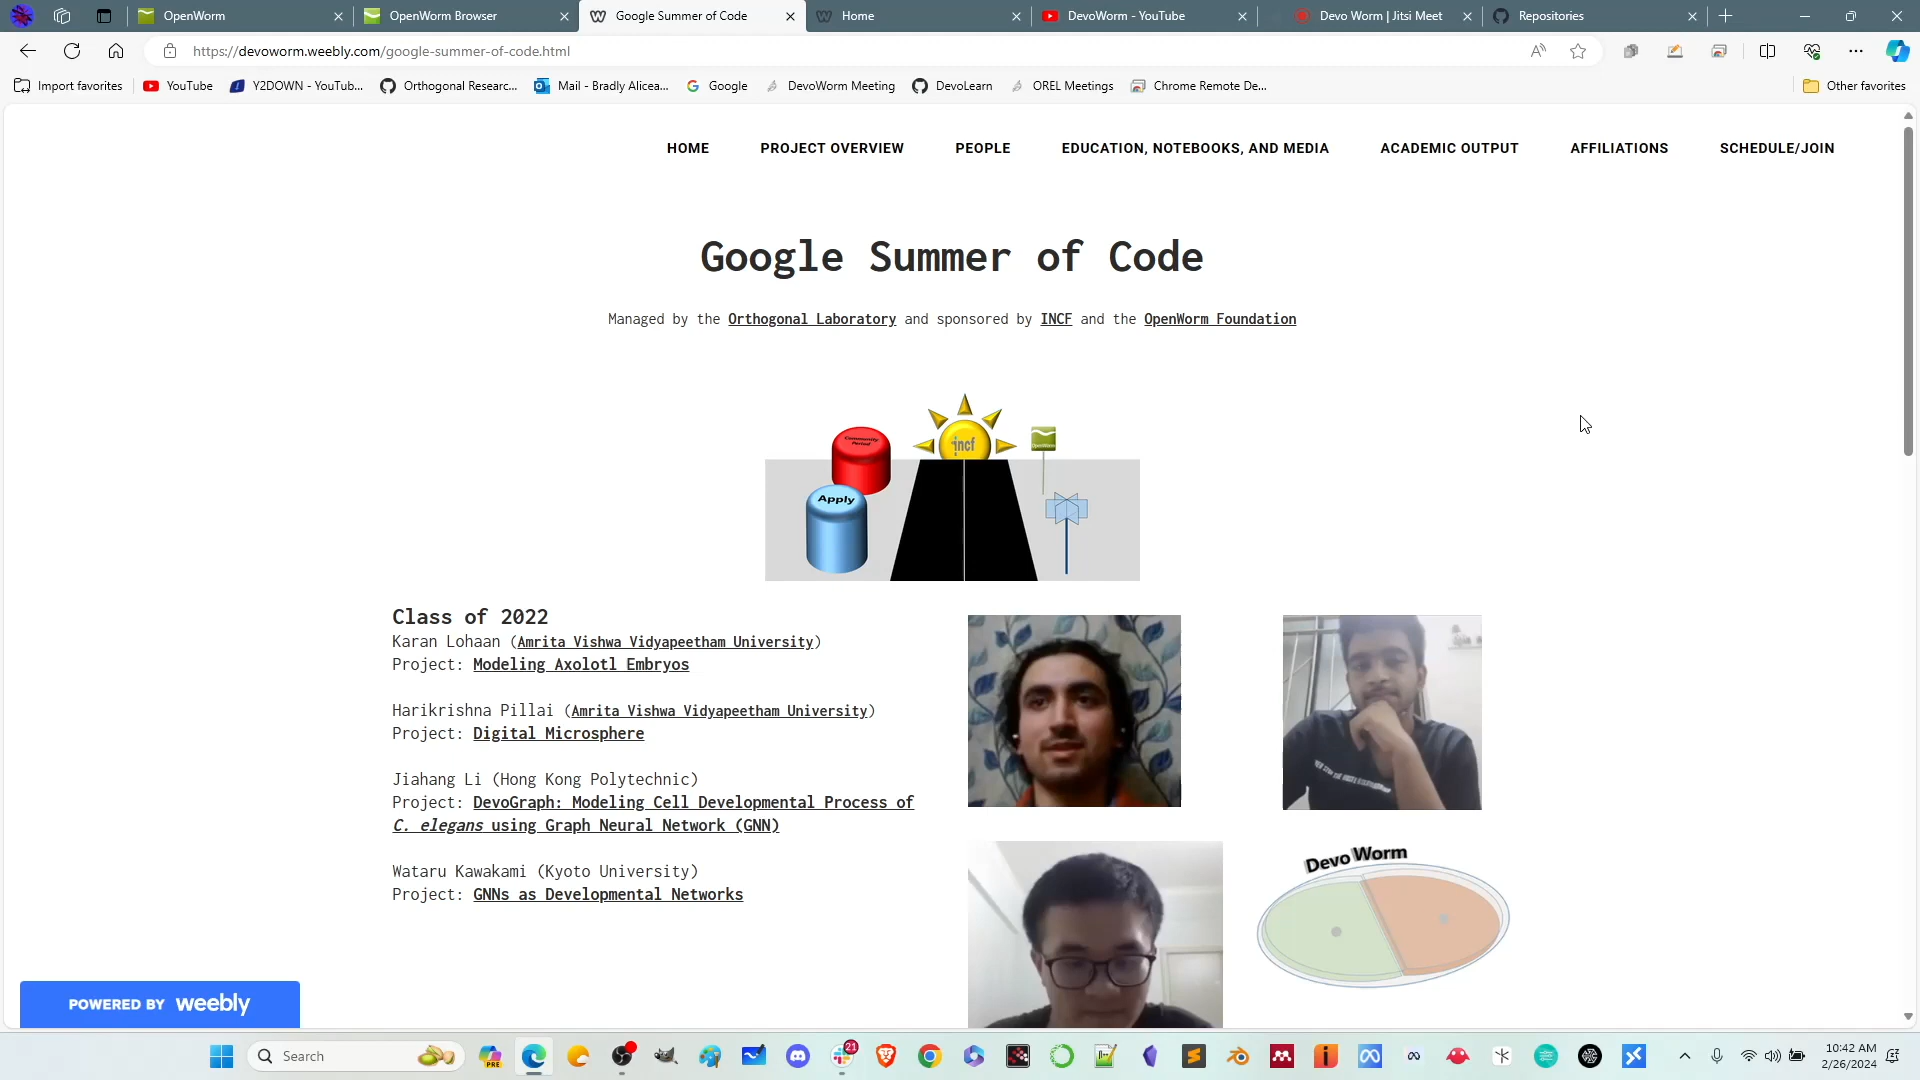 OpenWorm
OpenWorm Browser
Google Summer of Code
Home
DevoWorm - YouTube
Devo Worm | Jitsi Meet
Repositories
https://devoworm.weebly.com/google-summer-of-code.html
Import favorites
YouTube
Y2DOWN - YouTub...
Orthogonal Researc...
Mail - Bradly Alicea...
Google
DevoWorm Meeting
DevoLearn
OREL Meetings
Chrome Remote De...
Other favorites
HOME
PROJECT OVERVIEW
PEOPLE
EDUCATION, NOTEBOOKS, AND MEDIA
ACADEMIC OUTPUT
AFFILIATIONS
SCHEDULE/JOIN
Google Summer of Code
Managed by the Orthogonal Laboratory and sponsored by INCF and the OpenWorm Foundation
Community
Period
incf
OpenWorm
Apply
Class of 2022
Karan Lohaan (Amrita Vishwa Vidyapeetham University)
Project: Modeling Axolotl Embryos
Harikrishna Pillai (Amrita Vishwa Vidyapeetham University)
Project: Digital Microsphere
Jiahang Li (Hong Kong Polytechnic)
Project: DevoGraph: Modeling Cell Developmental Process of
C. elegans using Graph Neural Network (GNN)
Wataru Kawakami (Kyoto University)
Project: GNNs as Developmental Networks
Devo Worm
POWERED BY weebly
Search
PRE
21
10:42 AM
2/26/2024